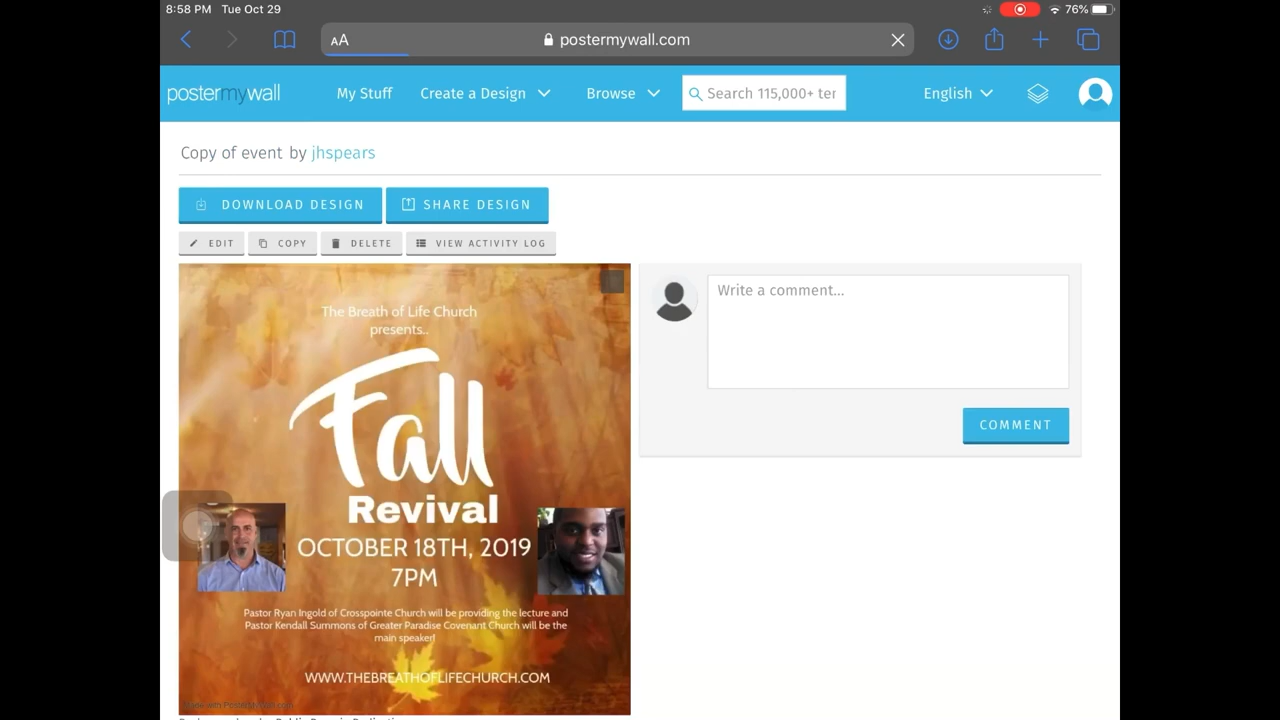 8:58 PM Tue Oct 29
76%
AA
postermywall.com
postermywall
My Stuff
Create a Design
Browse
Search 115,000+ ter
English
Copy of event by jhspears
DOWNLOAD DESIGN
SHARE DESIGN
EDIT
COPY
DELETE
VIEW ACTIVITY LOG
The Breath of Life Church
presents..
Fall
Revival
OCTOBER 18TH, 2019
7PM
Pastor Ryan Ingold of Crosspointe Church will be providing the lecture and
Pastor Kendall Summons of Greater Paradise Covenant Church will be the
main speaker!
WWW.THEBREATHOFLIFECHURCH.COM
Made with PosterMyWall.com
Write a comment...
COMMENT